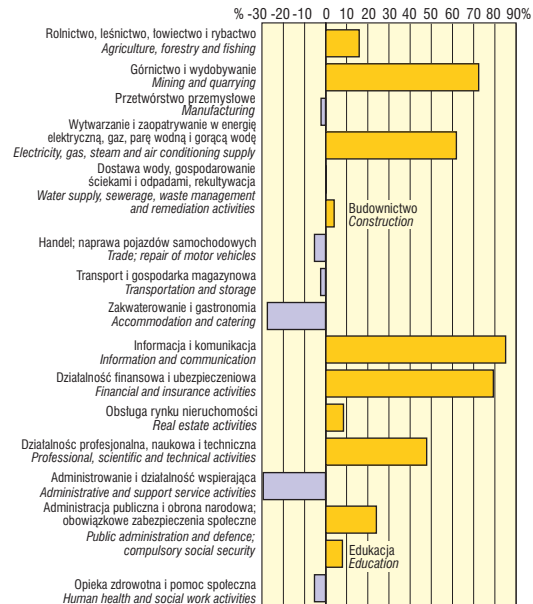 % -30 -20 -10 0 10 20 30 40 50 60 70 80 90%
Rolnictwo, leśnictwo, łowiectwo i rybactwo
Agriculture, forestry and fishing
Górnictwo i wydobywanie
Mining and quarrying
Przetwórstwo przemysłowe
Manufacturing
Wytwarzanie i zaopatrywanie w energię
elektryczną, gaz, parę wodną i gorącą wodę
Electricity, gas, steam and air conditioning supply
Dostawa wody, gospodarowanie
ściekami i odpadami, rekultywacja
Water supply, sewerage, waste management
and remediation activities
Budownictwo
Construction
Handel; naprawa pojazdów samochodowych
Trade; repair of motor vehicles
Transport i gospodarka magazynowa
Transportation and storage
Zakwaterowanie i gastronomia
Accommodation and catering
Informacja i komunikacja
Information and communication
Działalność finansowa i ubezpieczeniowa
Financial and insurance activities
Obsługa rynku nieruchomości
Real estate activities
Działalnośc profesjonalna, naukowa i techniczna
Professional, scientific and technical activities
Administrowanie i działalność wspierająca
Administrative and support service activities
Administracja publiczna i obrona narodowa;
obowiązkowe zabezpieczenia społeczne
Public administration and defence;
compulsory social security
Edukacja
Education
Opieka zdrowotna i pomoc społeczna
Human health and social work activities